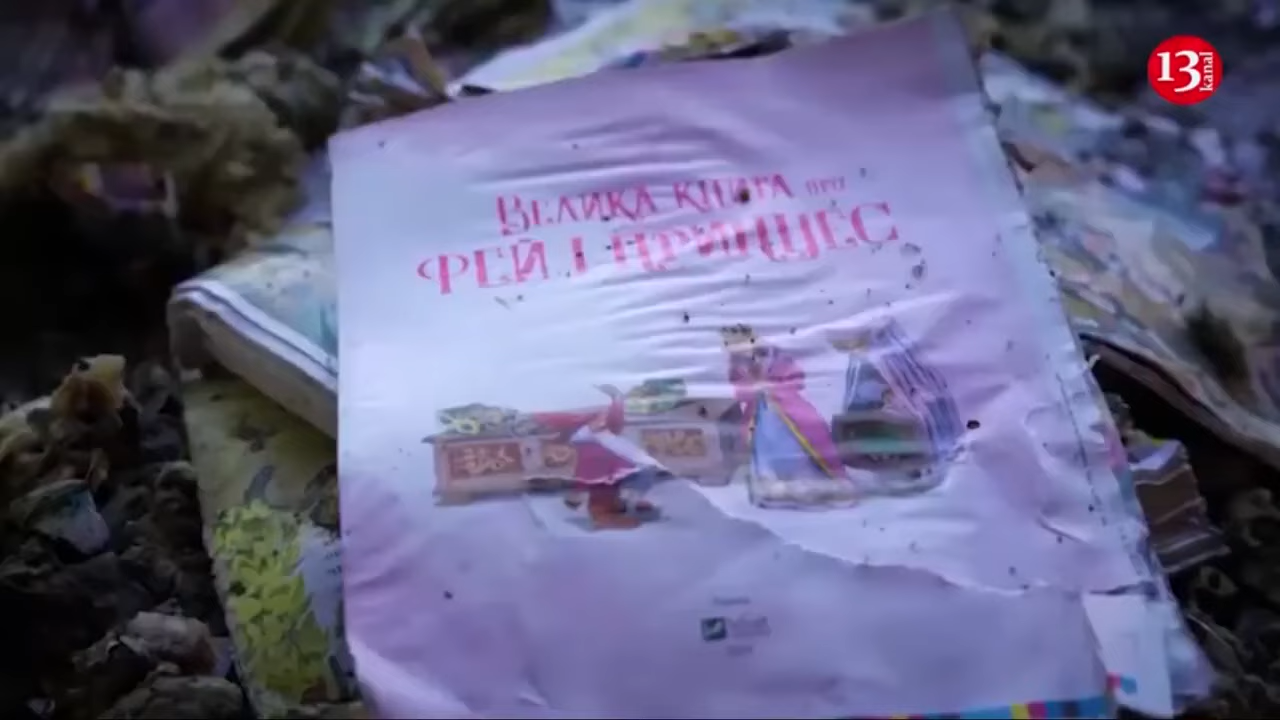 13 kanal
Велика книга про
фей і принцес